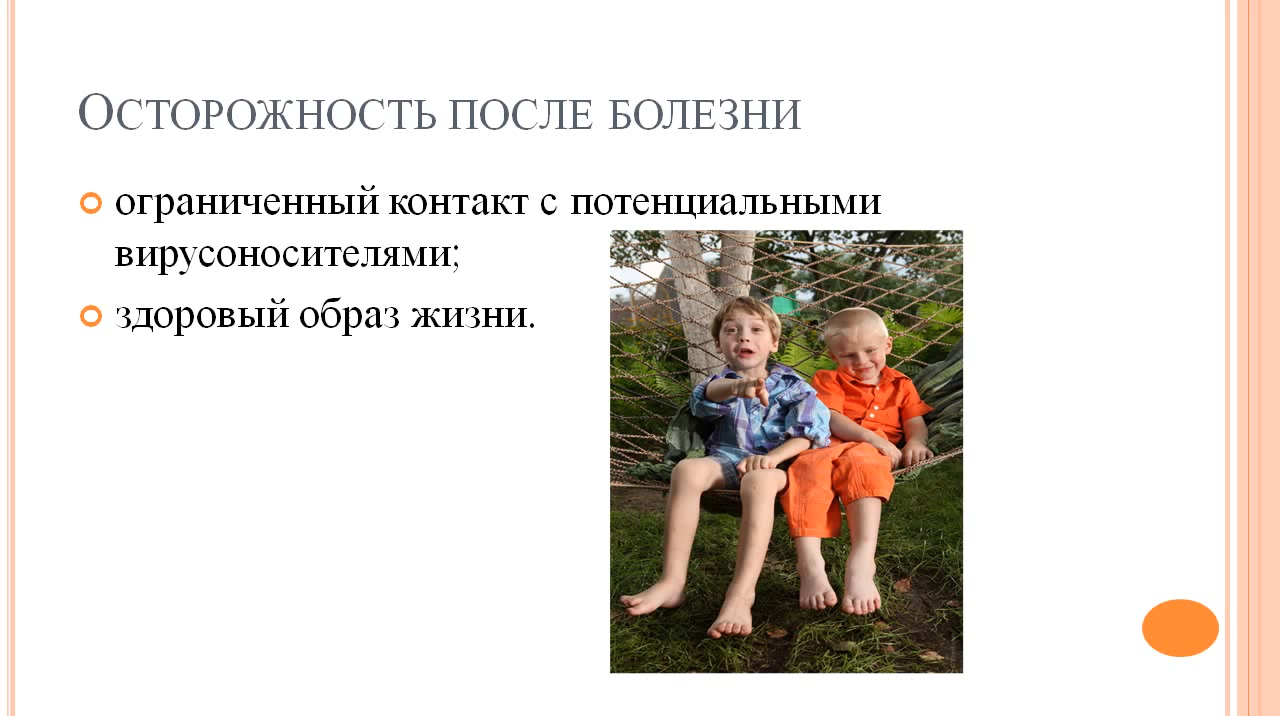 Осторожность после болезни
ограниченный контакт с потенциальными
вирусоносителями;
здоровый образ жизни.